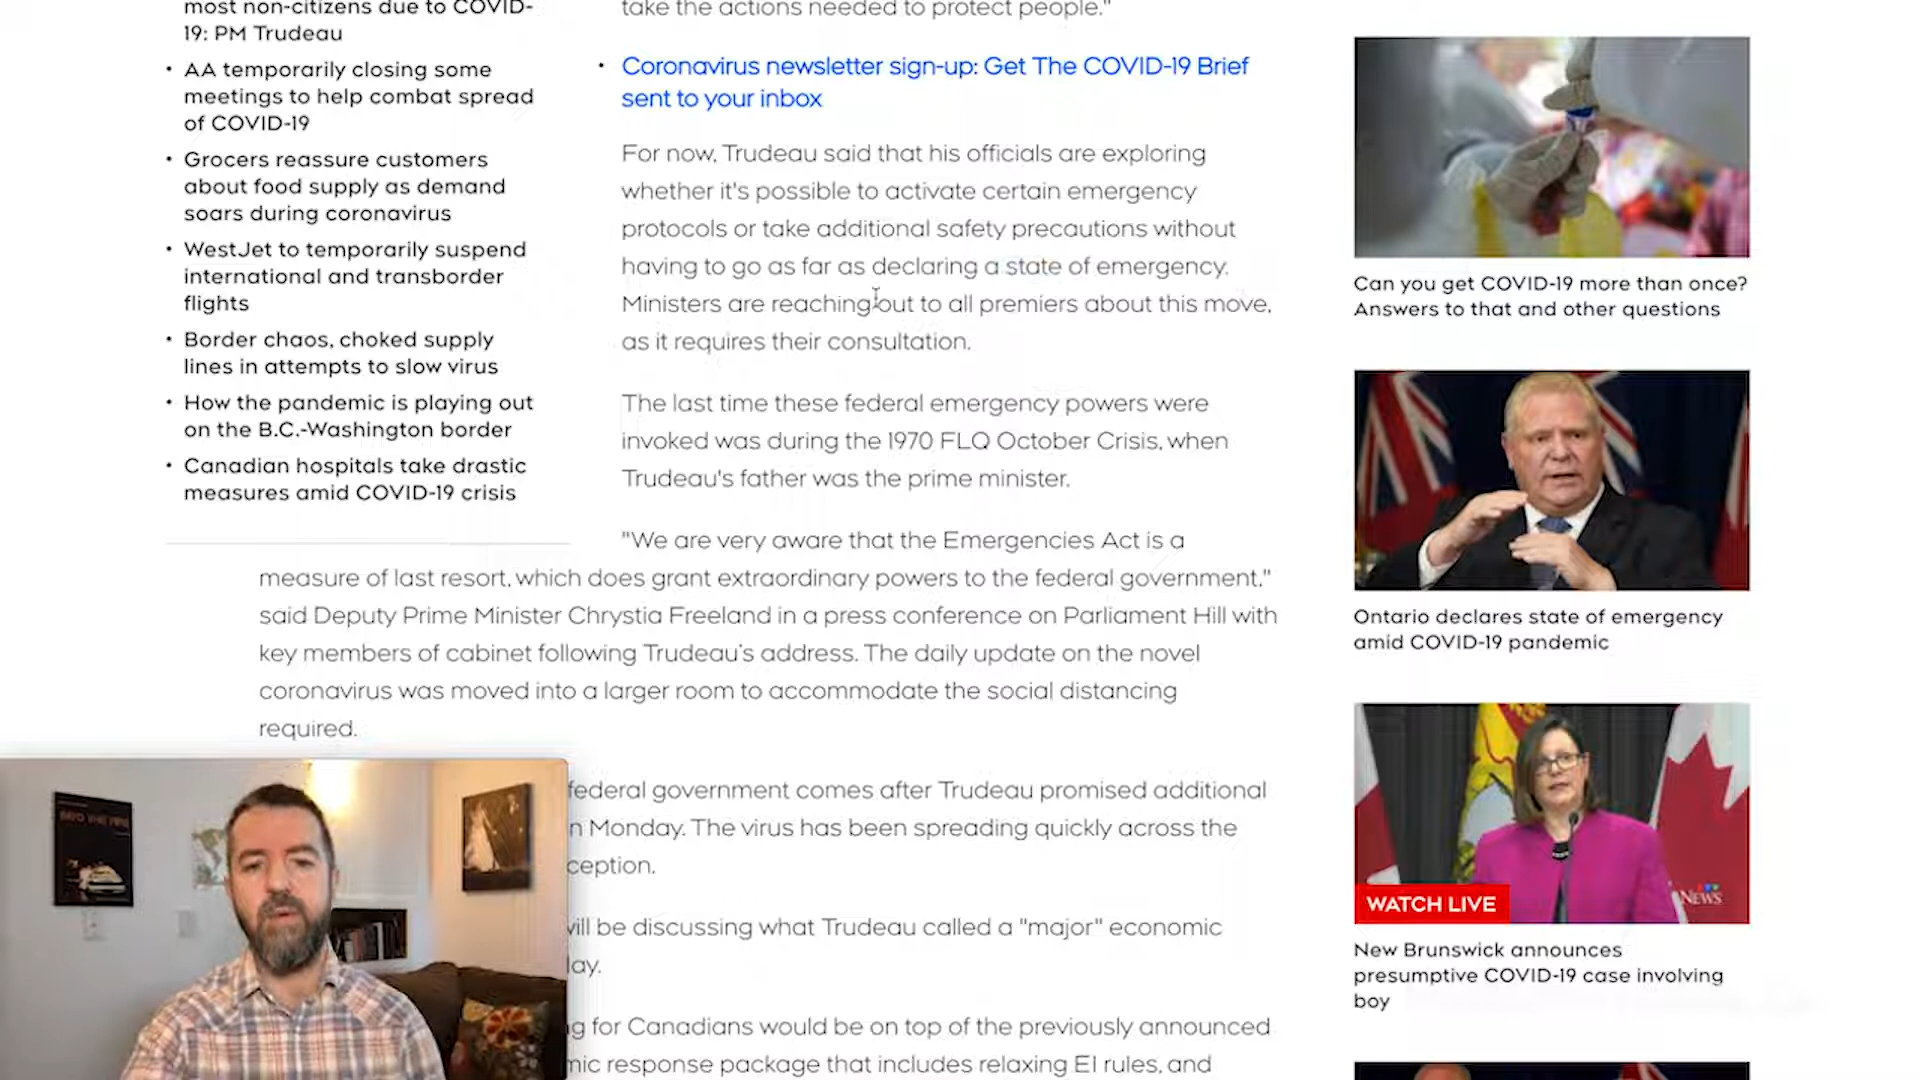 most non-citizens due to COVID-
19: PM Trudeau
• AA temporarily closing some
meetings to help combat spread
of COVID-19
• Grocers reassure customers
about food supply as demand
soars during coronavirus
• WestJet to temporarily suspend
international and transborder
flights
• Border chaos, choked supply
lines in attempts to slow virus
• How the pandemic is playing out
on the B.C.-Washington border
• Canadian hospitals take drastic
measures amid COVID-19 crisis
take the actions needed to protect people."
• Coronavirus newsletter sign-up: Get The COVID-19 Brief
sent to your inbox
For now, Trudeau said that his officials are exploring
whether it's possible to activate certain emergency
protocols or take additional safety precautions without
having to go as far as declaring a state of emergency.
Ministers are reaching out to all premiers about this move,
as it requires their consultation.
The last time these federal emergency powers were
invoked was during the 1970 FLQ October Crisis, when
Trudeau's father was the prime minister.
"We are very aware that the Emergencies Act is a
measure of last resort, which does grant extraordinary powers to the federal government,"
said Deputy Prime Minister Chrystia Freeland in a press conference on Parliament Hill with
key members of cabinet following Trudeau's address. The daily update on the novel
coronavirus was moved into a larger room to accommodate the social distancing
required.
federal government comes after Trudeau promised additional
n Monday. The virus has been spreading quickly across the
ception.
will be discussing what Trudeau called a "major" economic
lay.
g for Canadians would be on top of the previously announced
mic response package that includes relaxing EI rules, and
Can you get COVID-19 more than once?
Answers to that and other questions
Ontario declares state of emergency
amid COVID-19 pandemic
WATCH LIVE
NEWS
New Brunswick announces
presumptive COVID-19 case involving
boy
INTO THE FIRE